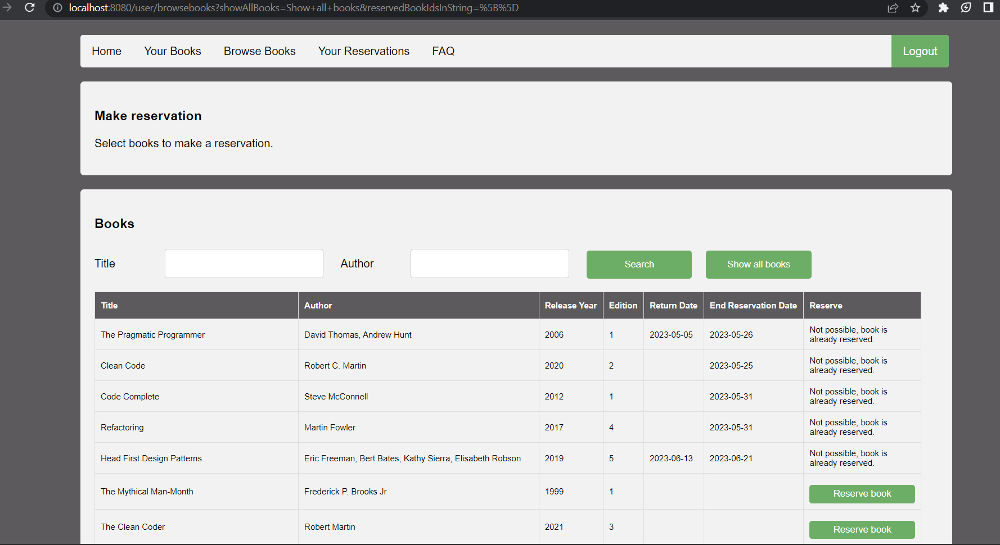 localhost:8080/user/browsebooks?showAllBooks=Show+all+books&reservedBookIdsInString=%5B%5D
Home Your Books Browse Books Your Reservations FAQ Logout
Make reservation
Select books to make a reservation.
Books
Title Author Search Show all books
Title Author Release Year Edition Return Date End Reservation Date Reserve
The Pragmatic Programmer David Thomas, Andrew Hunt 2006 1 2023-05-05 2023-05-26 Not possible, book is
already reserved.
Clean Code Robert C. Martin 2020 2 2023-05-25 Not possible, book is
already reserved.
Code Complete Steve McConnell 2012 1 2023-05-31 Not possible, book is
already reserved.
Refactoring Martin Fowler 2017 4 2023-05-31 Not possible, book is
already reserved.
Head First Design Patterns Eric Freeman, Bert Bates, Kathy Sierra, Elisabeth Robson 2019 5 2023-06-13 2023-06-21 Not possible, book is
already reserved.
The Mythical Man-Month Frederick P. Brooks Jr 1999 1 Reserve book
The Clean Coder Robert Martin 2021 3 Reserve book